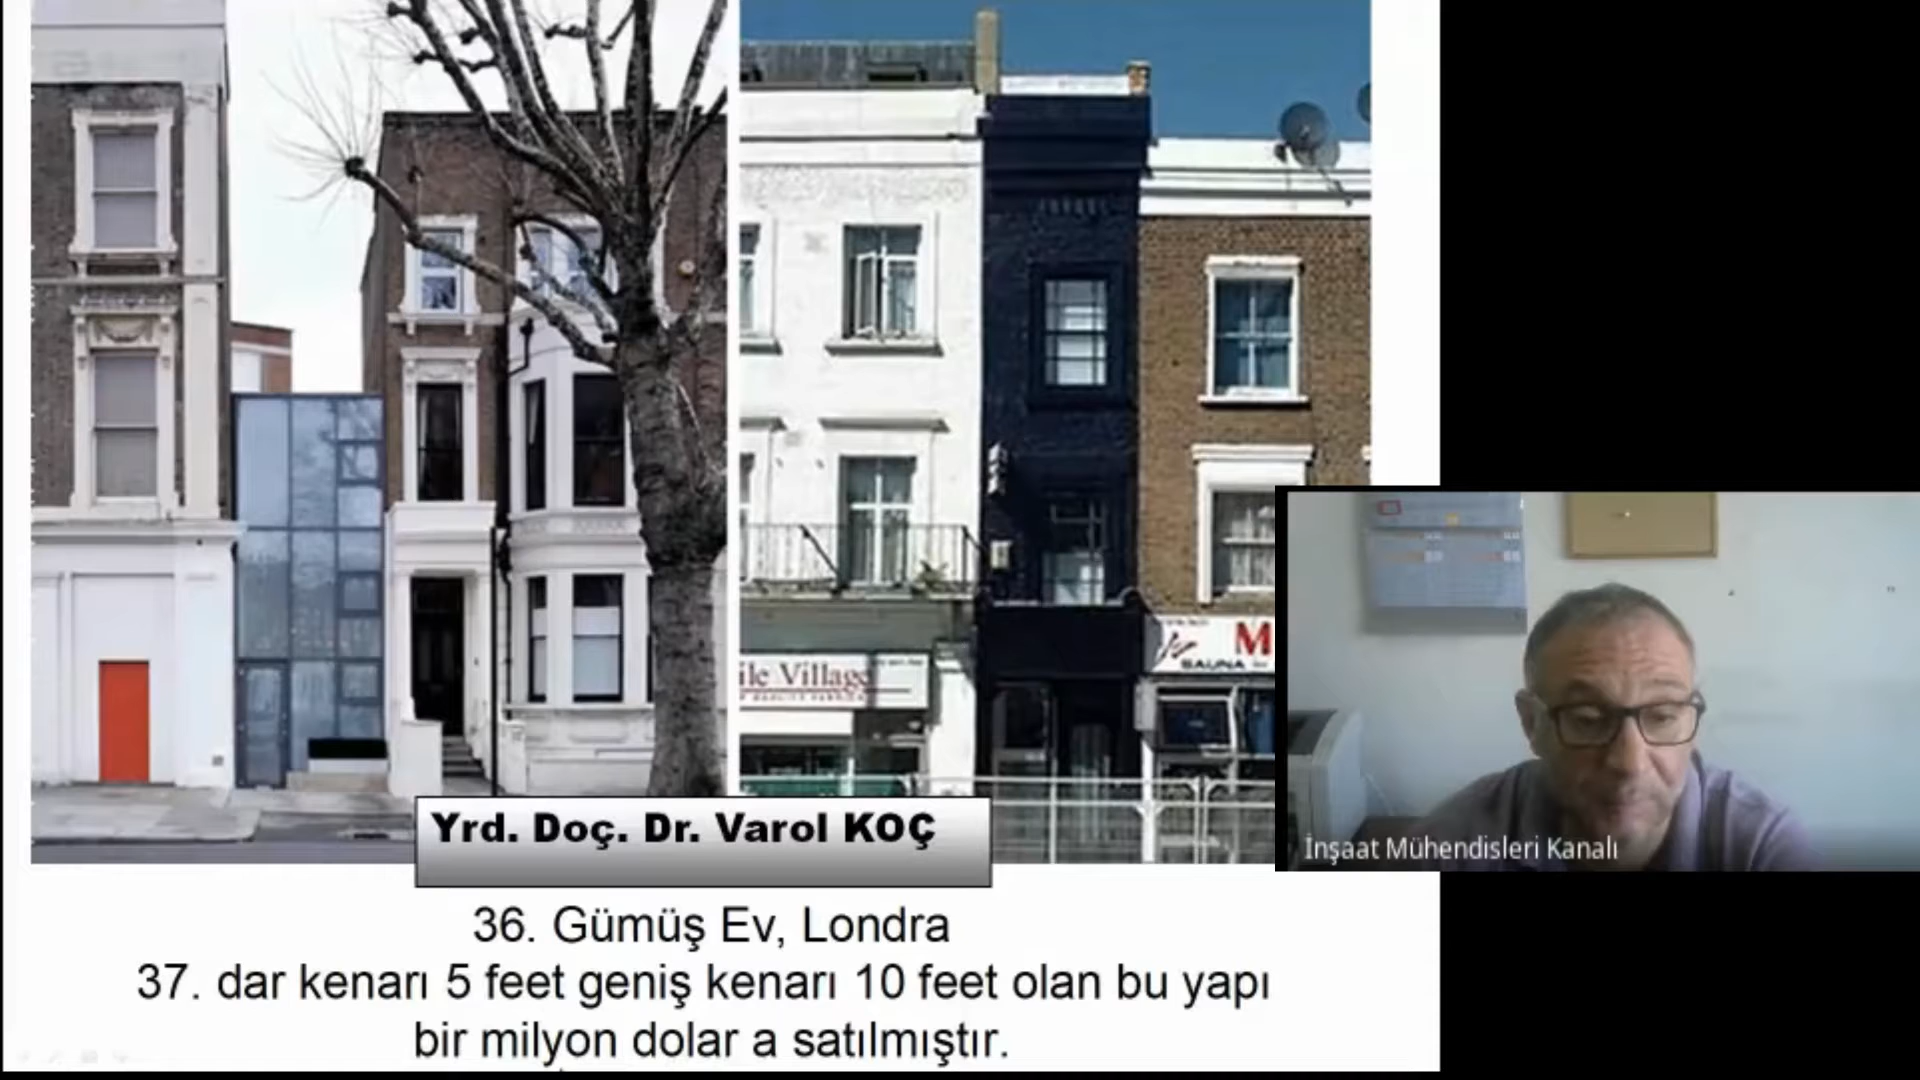 ile Village
SAUNA
M
Yrd. Doç. Dr. Varol KOÇ
İnşaat Mühendisleri Kanalı
36. Gümüş Ev, Londra
37. dar kenarı 5 feet geniş kenarı 10 feet olan bu yapı
bir milyon dolar a satılmıştır.